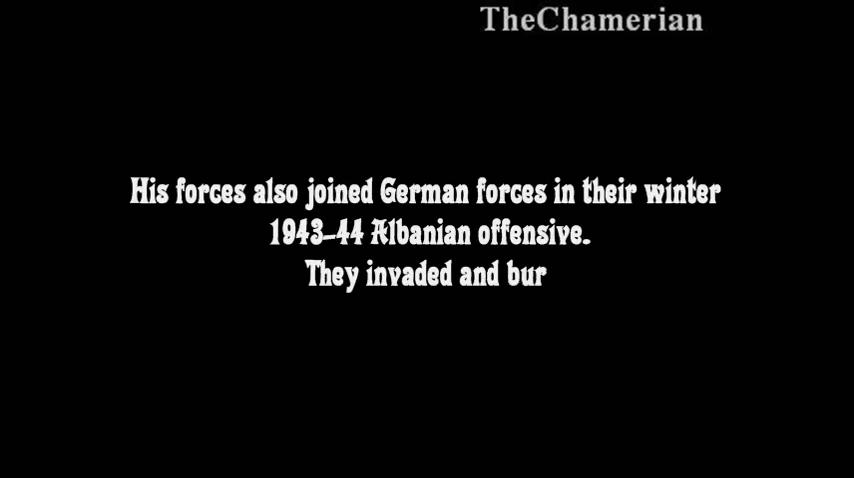 TheChamerian
His forces also joined German forces in their winter
1943-44 Albanian offensive.
They invaded and bur